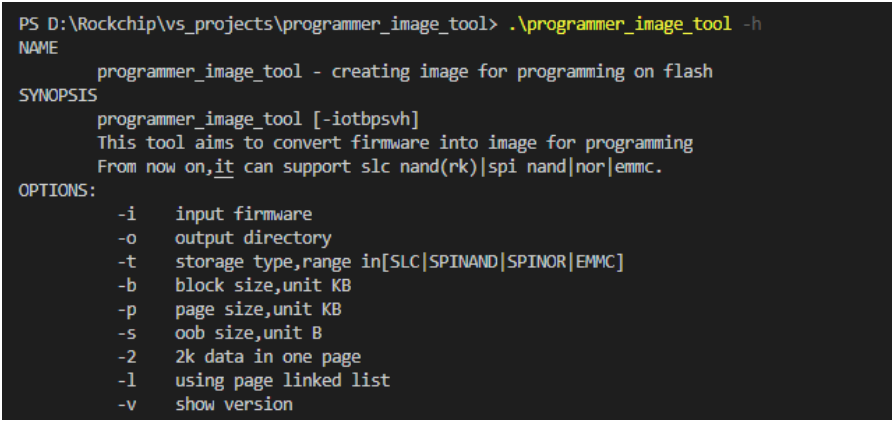 PS D:\Rockchip\vs_projects\programmer_image_tool> .\programmer_image_tool -h
NAME
programmer_image_tool - creating image for programming on flash
SYNOPSIS
programmer_image_tool [-iotbpsvh]
This tool aims to convert firmware into image for programming
From now on,it can support slc nand(rk)|spi nand|nor|emmc.
OPTIONS:
-i input firmware
-o output directory
-t storage type,range in[SLC|SPINAND|SPINOR|EMMC]
-b block size,unit KB
-p page size,unit KB
-s oob size,unit B
-2 2k data in one page
-l using page linked list
-v show version